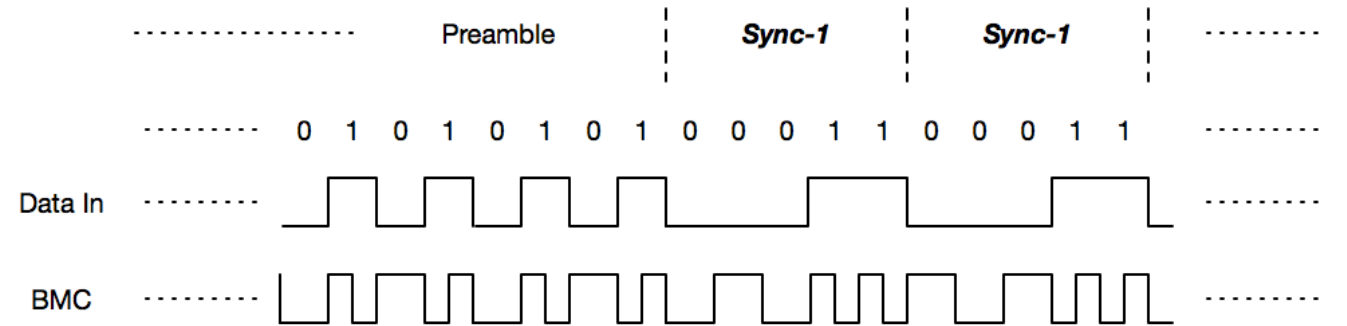 Preamble Sync-1 Sync-1
0 1 0 1 0 1 0 1 0 0 0 1 1 0 0 0 1 1
Data In
BMC